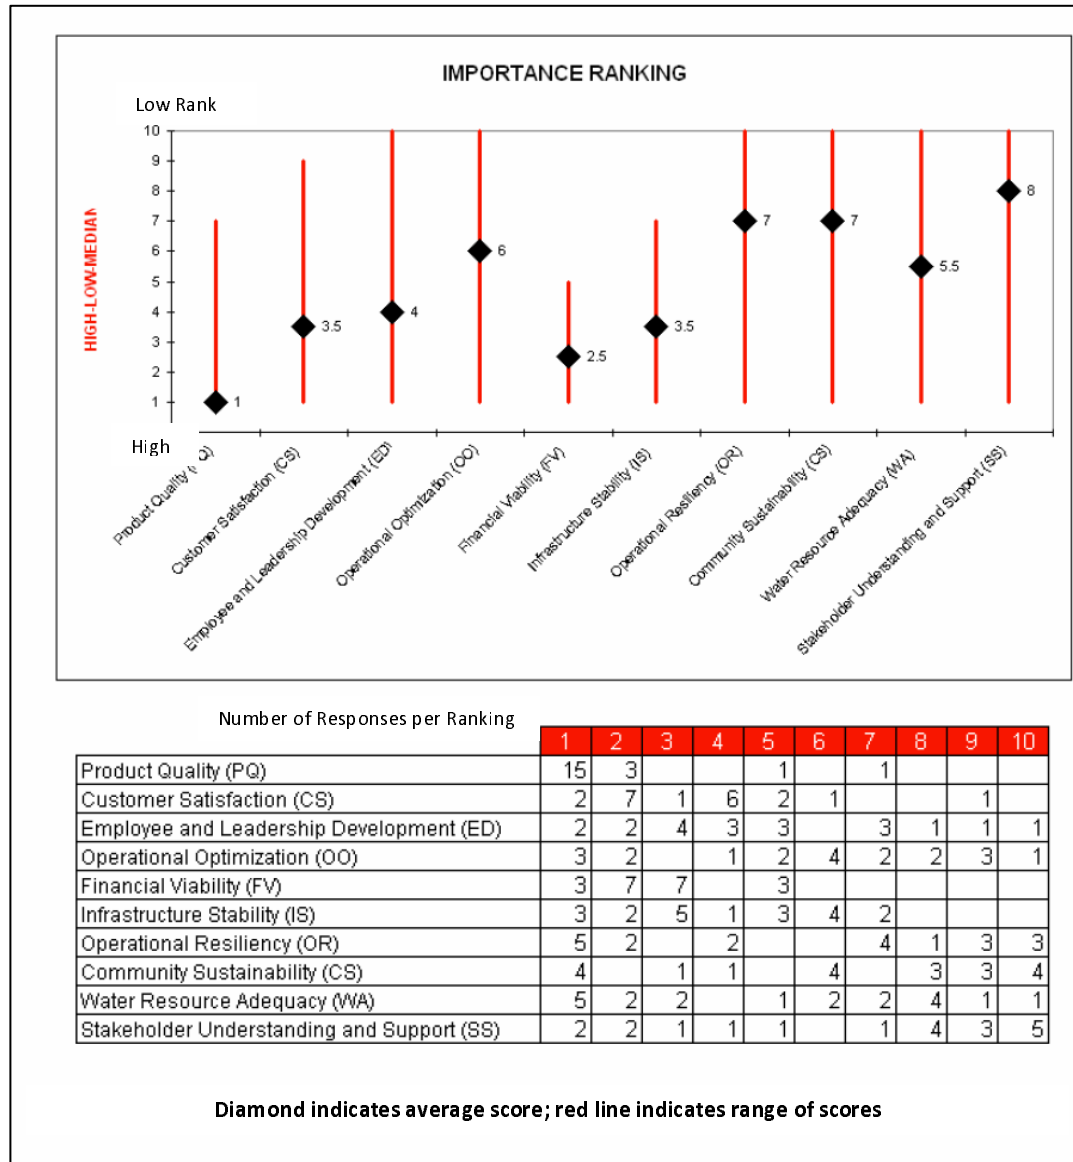 IMPORTANCE RANKING
Low Rank
10
9
8
7
6
5
4
3
2
1
HIGH-LOW-MEDIAN
1
3.5
4
6
2.5
3.5
7
7
5.5
8
High
Product Quality (PQ)
Customer Satisfaction (CS)
Employee and Leadership Development (ED)
Operational Optimization (OO)
Financial Viability (FV)
Infrastructure Stability (IS)
Operational Resiliency (OR)
Community Sustainability (CS)
Water Resource Adequacy (WA)
Stakeholder Understanding and Support (SS)
Number of Responses per Ranking
1 2 3 4 5 6 7 8 9 10
Product Quality (PQ) 15 3 1 1
Customer Satisfaction (CS) 2 7 1 6 2 1 1
Employee and Leadership Development (ED) 2 2 4 3 3 3 1 1 1
Operational Optimization (OO) 3 2 1 2 4 2 2 3 1
Financial Viability (FV) 3 7 7 3
Infrastructure Stability (IS) 3 2 5 1 3 4 2
Operational Resiliency (OR) 5 2 2 4 1 3 3
Community Sustainability (CS) 4 1 1 4 3 3 4
Water Resource Adequacy (WA) 5 2 2 1 2 2 4 1 1
Stakeholder Understanding and Support (SS) 2 2 1 1 1 1 4 3 5
Diamond indicates average score; red line indicates range of scores